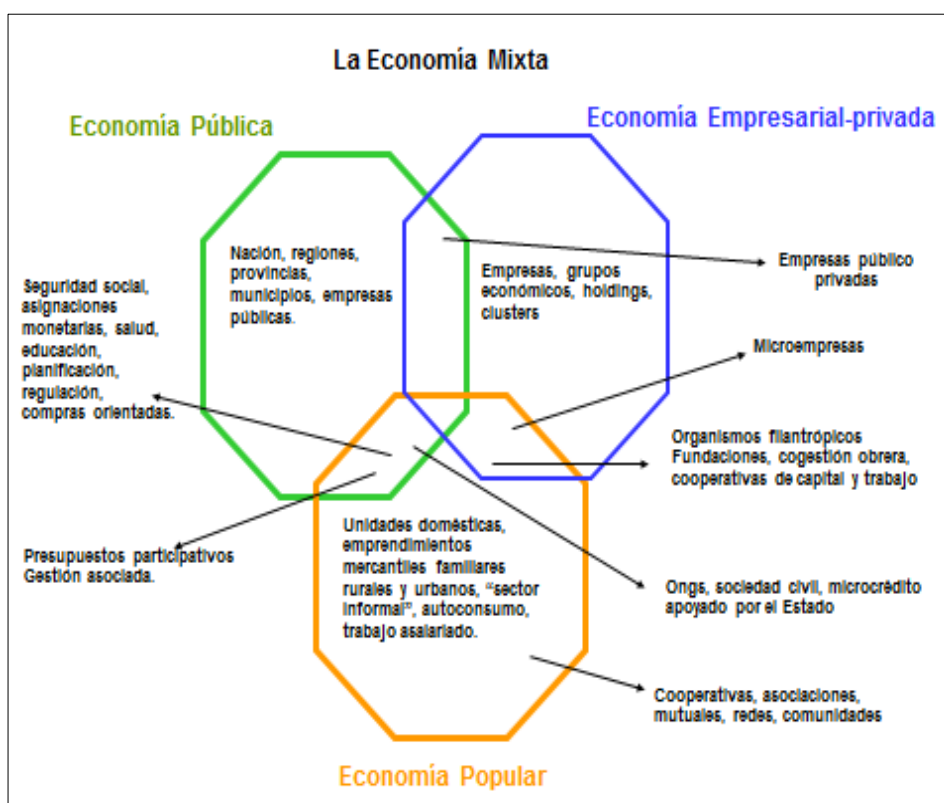 La Economía Mixta
Economía Pública
Economía Empresarial-privada
Nación, regiones,
provincias,
municipios, empresas
públicas.
Empresas, grupos
económicos, holdings,
clusters
Empresas público
privadas
Seguridad social,
asignaciones
monetarias, salud,
educación,
planificación,
regulación,
compras orientadas.
Microempresas
Organismos filantrópicos
Fundaciones, cogestión obrera,
cooperativas de capital y trabajo
Presupuestos participativos
Gestión asociada.
Unidades domésticas,
emprendimientos
mercantiles familiares
rurales y urbanos, “sector
informal”, autoconsumo,
trabajo asalariado.
Ongs, sociedad civil, microcrédito
apoyado por el Estado
Cooperativas, asociaciones,
mutuales, redes, comunidades
Economía Popular